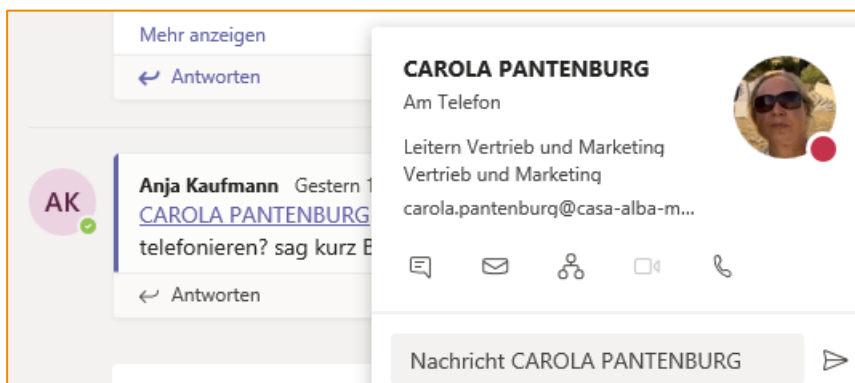 Mehr anzeigen
Antworten
AK
Anja Kaufmann Gestern 1
CAROLA PANTENBURG
telefonieren? sag kurz B
Antworten
CAROLA PANTENBURG
Am Telefon
Leitern Vertrieb und Marketing
Vertrieb und Marketing
carola.pantenburg@casa-alba-m...
Nachricht CAROLA PANTENBURG